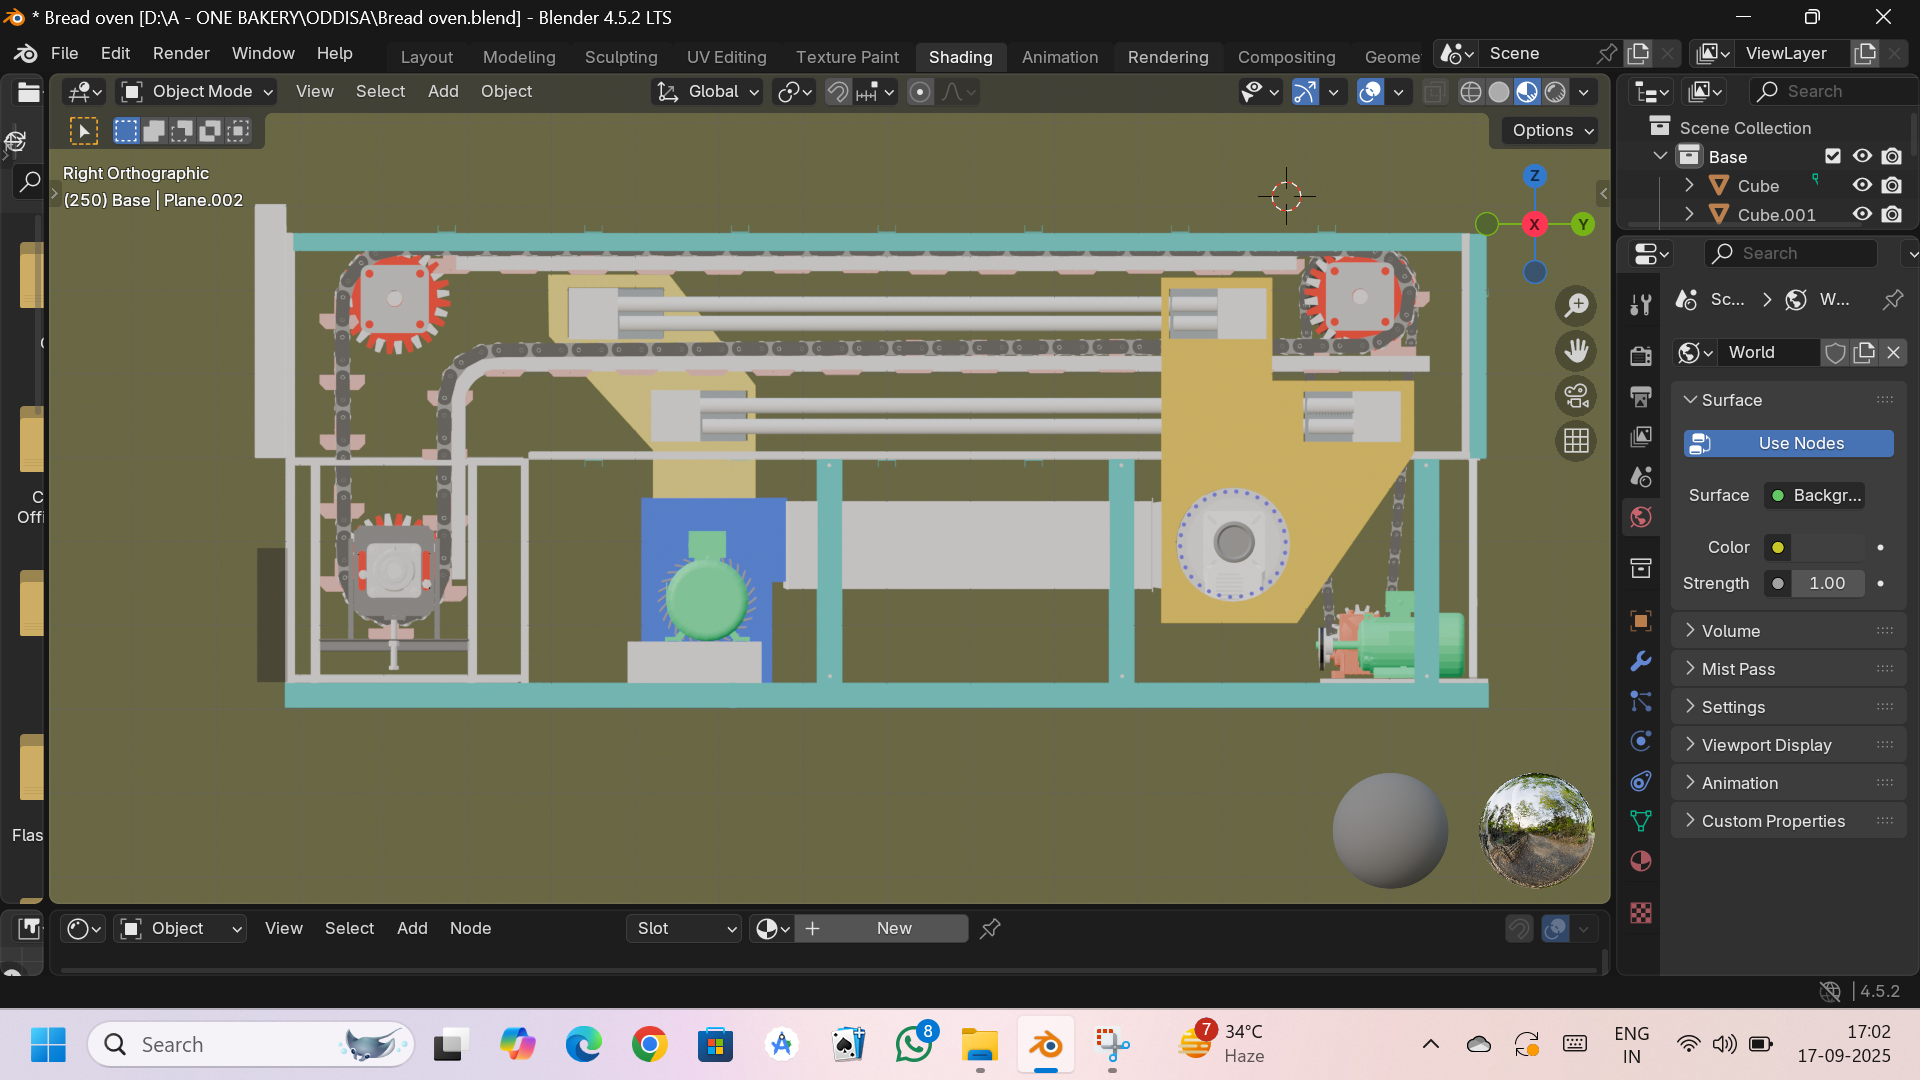 * Bread oven [D:\A - ONE BAKERY\ODDISA\Bread oven.blend] - Blender 4.5.2 LTS
File Edit Render Window Help
Layout Modeling Sculpting UV Editing Texture Paint Shading Animation Rendering Compositing Geome
Scene
ViewLayer
Object Mode View Select Add Object
Global
Search
Options
Scene Collection
Base
Cube
Cube.001
Right Orthographic
(250) Base | Plane.002
Z
X
Y
Search
Sc... W...
World
Surface
Use Nodes
Surface Backgr...
Color
Strength 1.00
Volume
Mist Pass
Settings
Viewport Display
Animation
Custom Properties
C
Offi
Flas
Object View Select Add Node
Slot
New
4.5.2
Search
8
7
34°C
Haze
ENG
IN
17:02
17-09-2025